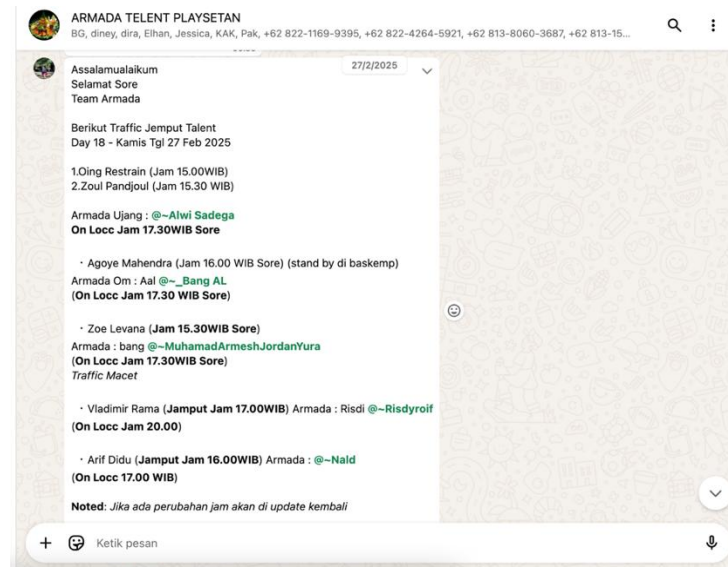 ARMADA TELENT PLAYSETAN
BG, diney, dira, Elhan, Jessica, KAK, Pak, +62 822-1169-9395, +62 822-4264-5921, +62 813-8060-3687, +62 813-15...
27/2/2025
Assalamualaikum
Selamat Sore
Team Armada
Berikut Traffic Jemput Talent
Day 18 - Kamis Tgl 27 Feb 2025
1.Oing Restrain (Jam 15.00WIB)
2.Zoul Pandjoul (Jam 15.30 WIB)
Armada Ujang : @~Alwi Sadega
On Locc Jam 17.30WIB Sore
· Agoye Mahendra (Jam 16.00 WIB Sore) (stand by di baskemp)
Armada Om : Aal @~_Bang AL
(On Locc Jam 17.30 WIB Sore)
· Zoe Levana (Jam 15.30WIB Sore)
Armada : bang @~MuhamadArmeshJordanYura
(On Locc Jam 17.30WIB Sore)
Traffic Macet
· Vladimir Rama (Jamput Jam 17.00WIB) Armada : Risdi @~Risdyroif
(On Locc Jam 20.00)
· Arif Didu (Jamput Jam 16.00WIB) Armada : @~Nald
(On Locc 17.00 WIB)
Noted: Jika ada perubahan jam akan di update kembali
Ketik pesan